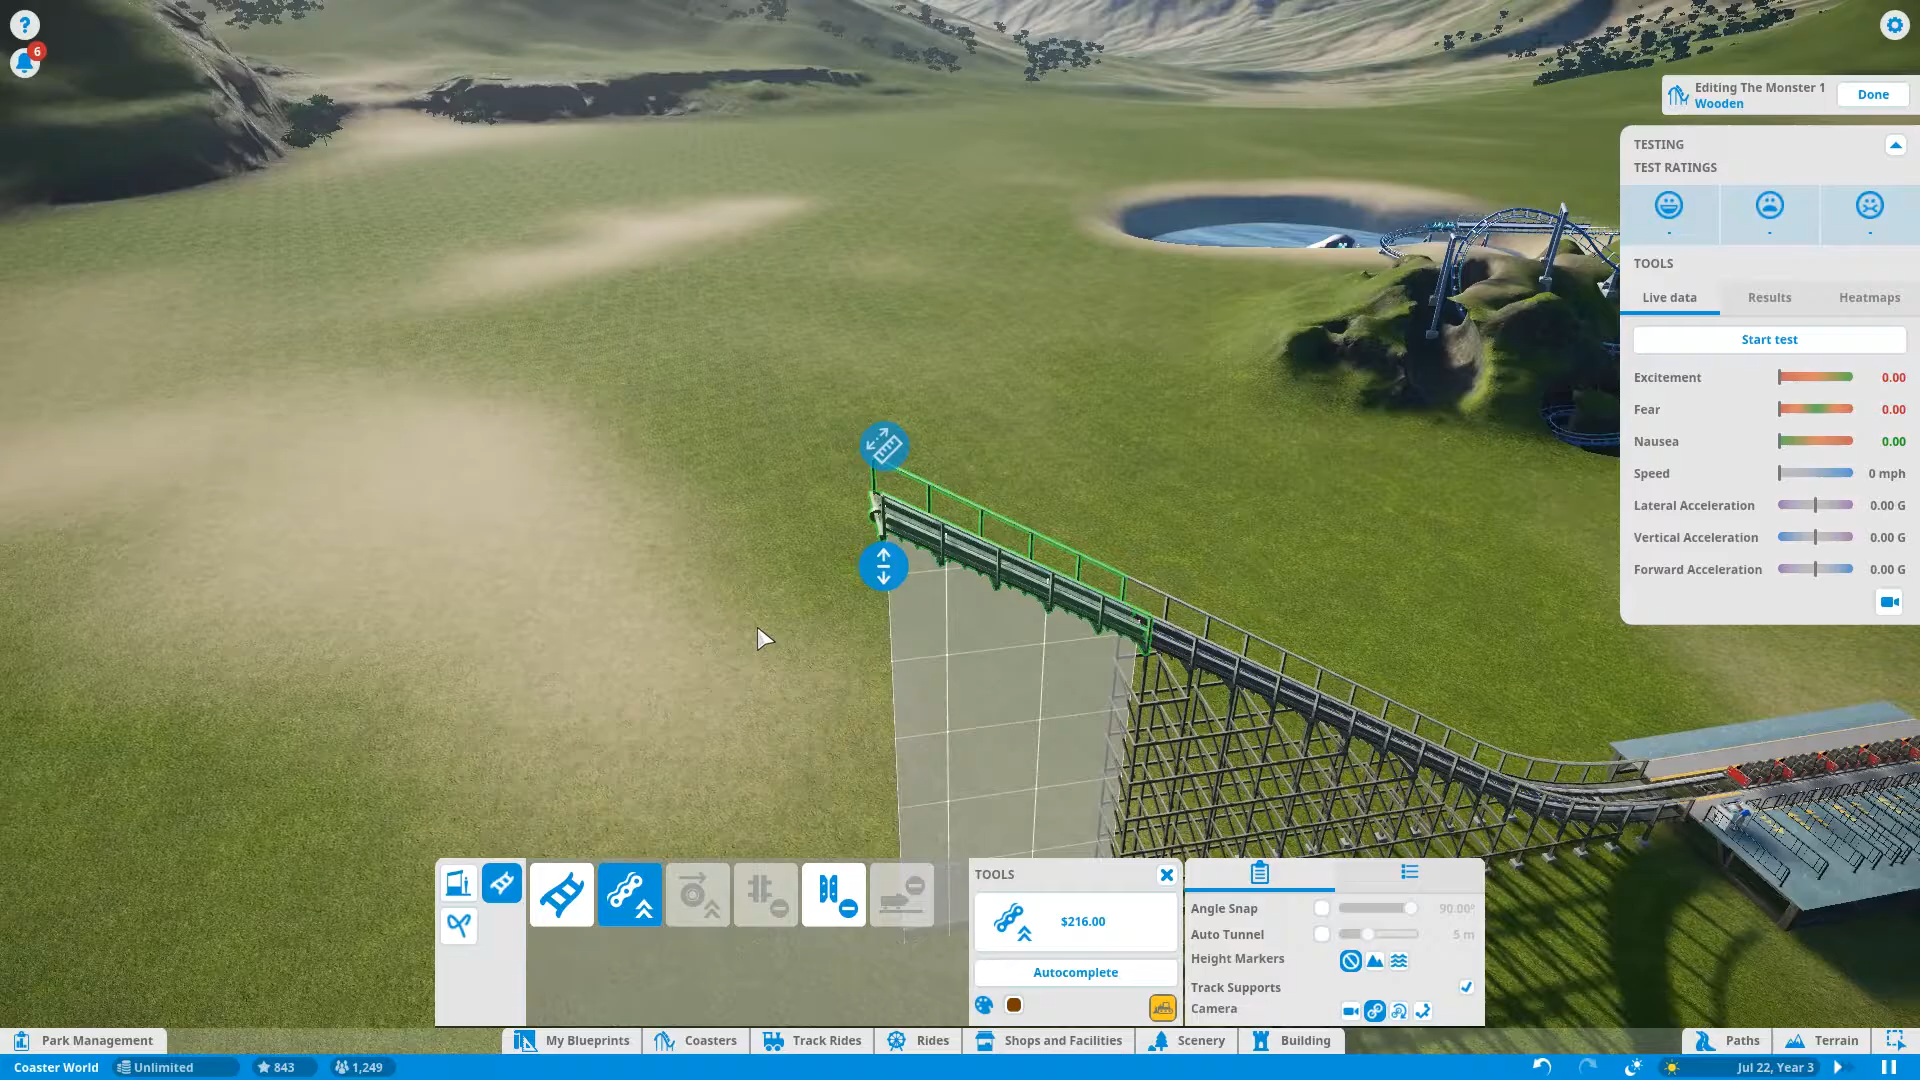 ?
6
Editing The Monster 1
Wooden
Done
TESTING
TEST RATINGS
-
-
-
TOOLS
Live data
Results
Heatmaps
Start test
Excitement
0.00
Fear
0.00
Nausea
0.00
Speed
0 mph
Lateral Acceleration
0.00 G
Vertical Acceleration
0.00 G
Forward Acceleration
0.00 G
TOOLS
$216.00
Autocomplete
Angle Snap
90.00°
Auto Tunnel
5 m
Height Markers
Track Supports
Camera
Park Management
My Blueprints
Coasters
Track Rides
Rides
Shops and Facilities
Scenery
Building
Paths
Terrain
Coaster World
Unlimited
843
1,249
Jul 22, Year 3